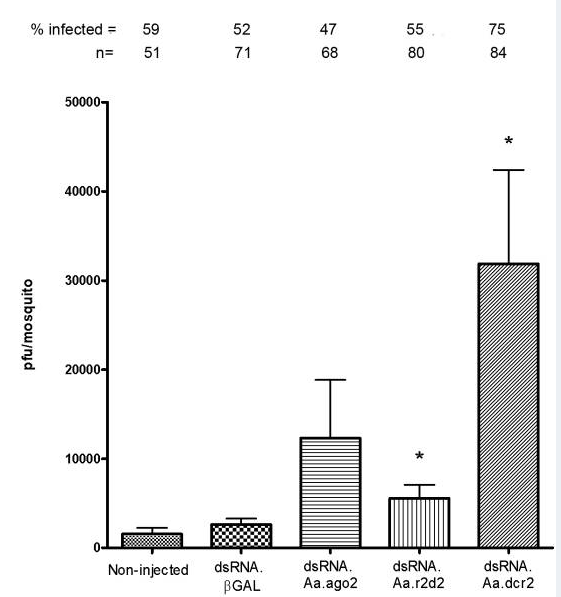 % infected = 59 52 47 55 75
n= 51 71 68 80 84
50000
*
40000
30000
pfu/mosquito
20000
10000
*
0
Non-injected dsRNA. dsRNA. dsRNA. dsRNA.
βGAL Aa.ago2 Aa.r2d2 Aa.dcr2